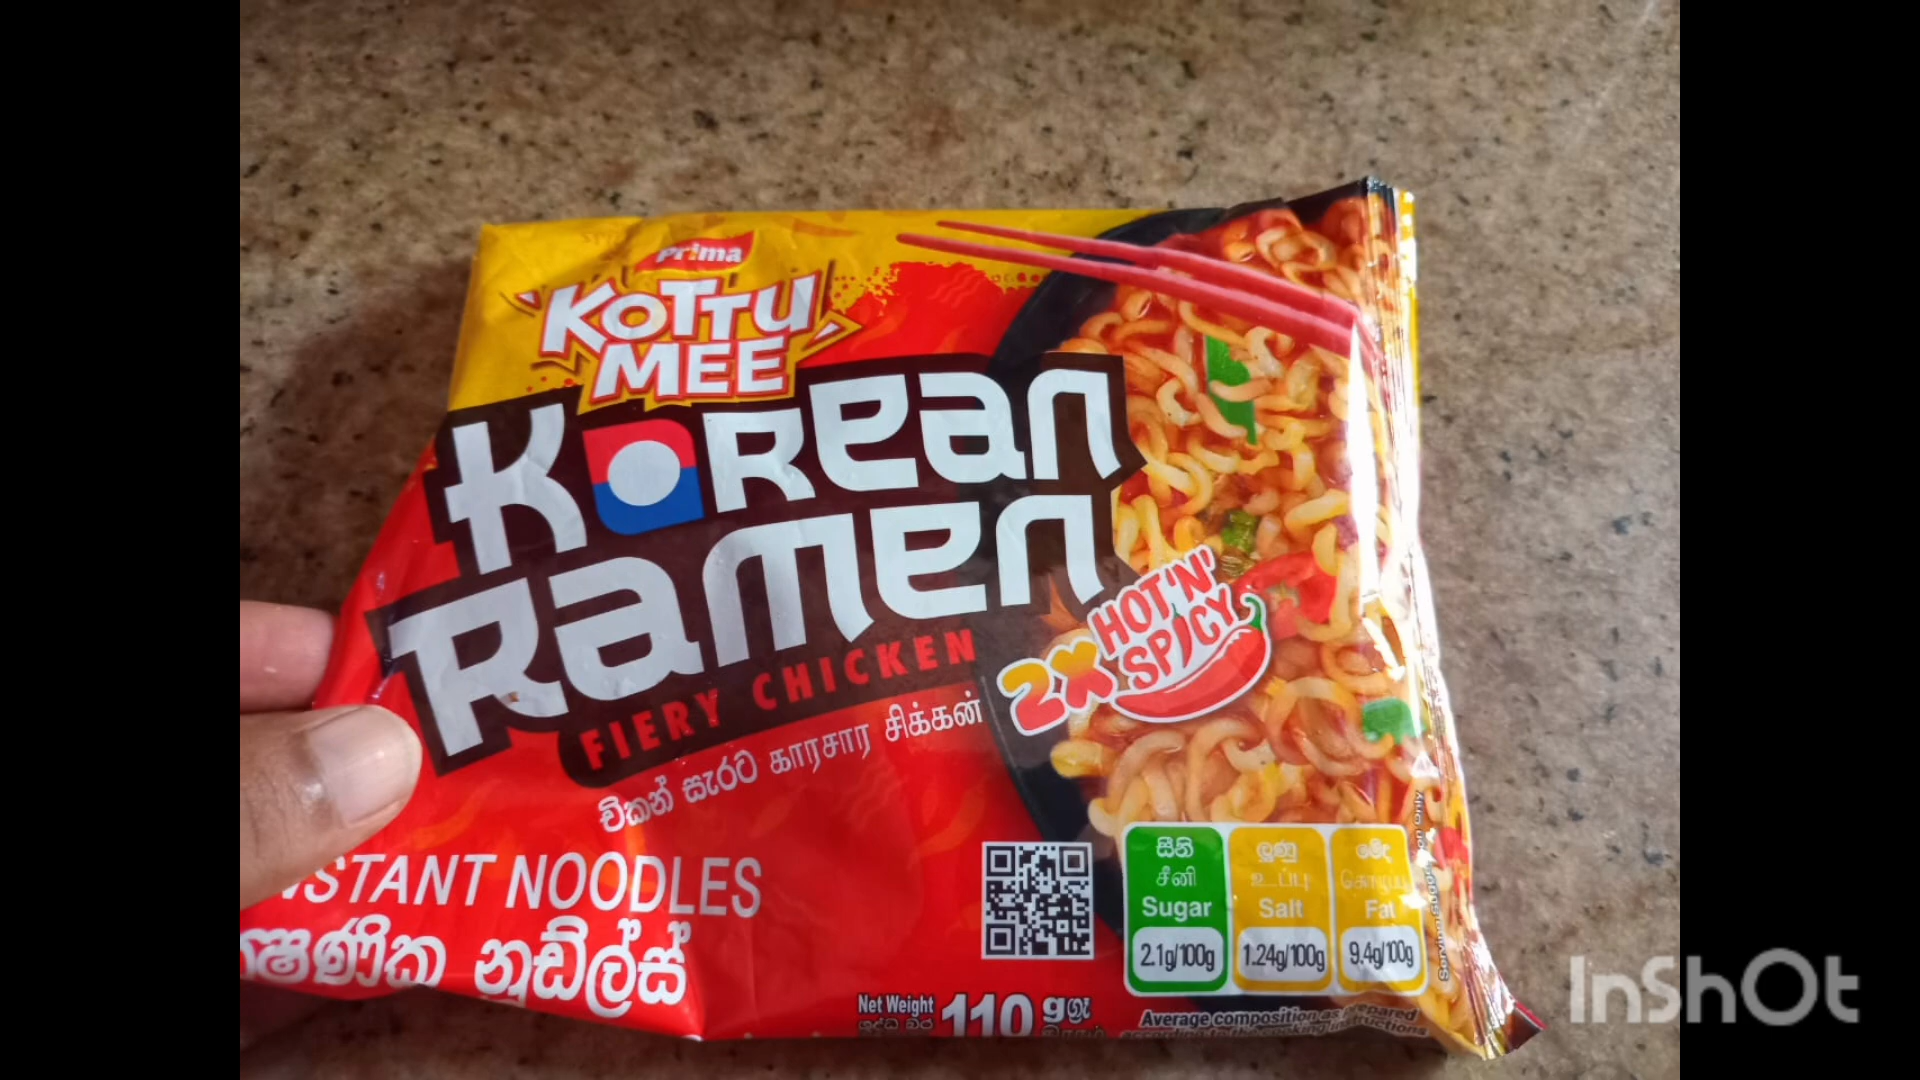 Prima
KOTTU
MEE
KOREAN
RAMEN
FIERY CHICKEN
චිකන් සැරට காரசார சிக்கன்
2X HOT 'N' SPICY
INSTANT NOODLES
ක්ෂණික නූඩ්ල්ස්
සීනි
சீனி
Sugar
2.1g/100g
ලුණු
உப்பு
Salt
1.24g/100g
මේද
கொழுப்பு
Fat
9.4g/100g
Net Weight
ශුද්ධ බර
110 g
Average composition as prepared
according to the cooking instructions
InShOt